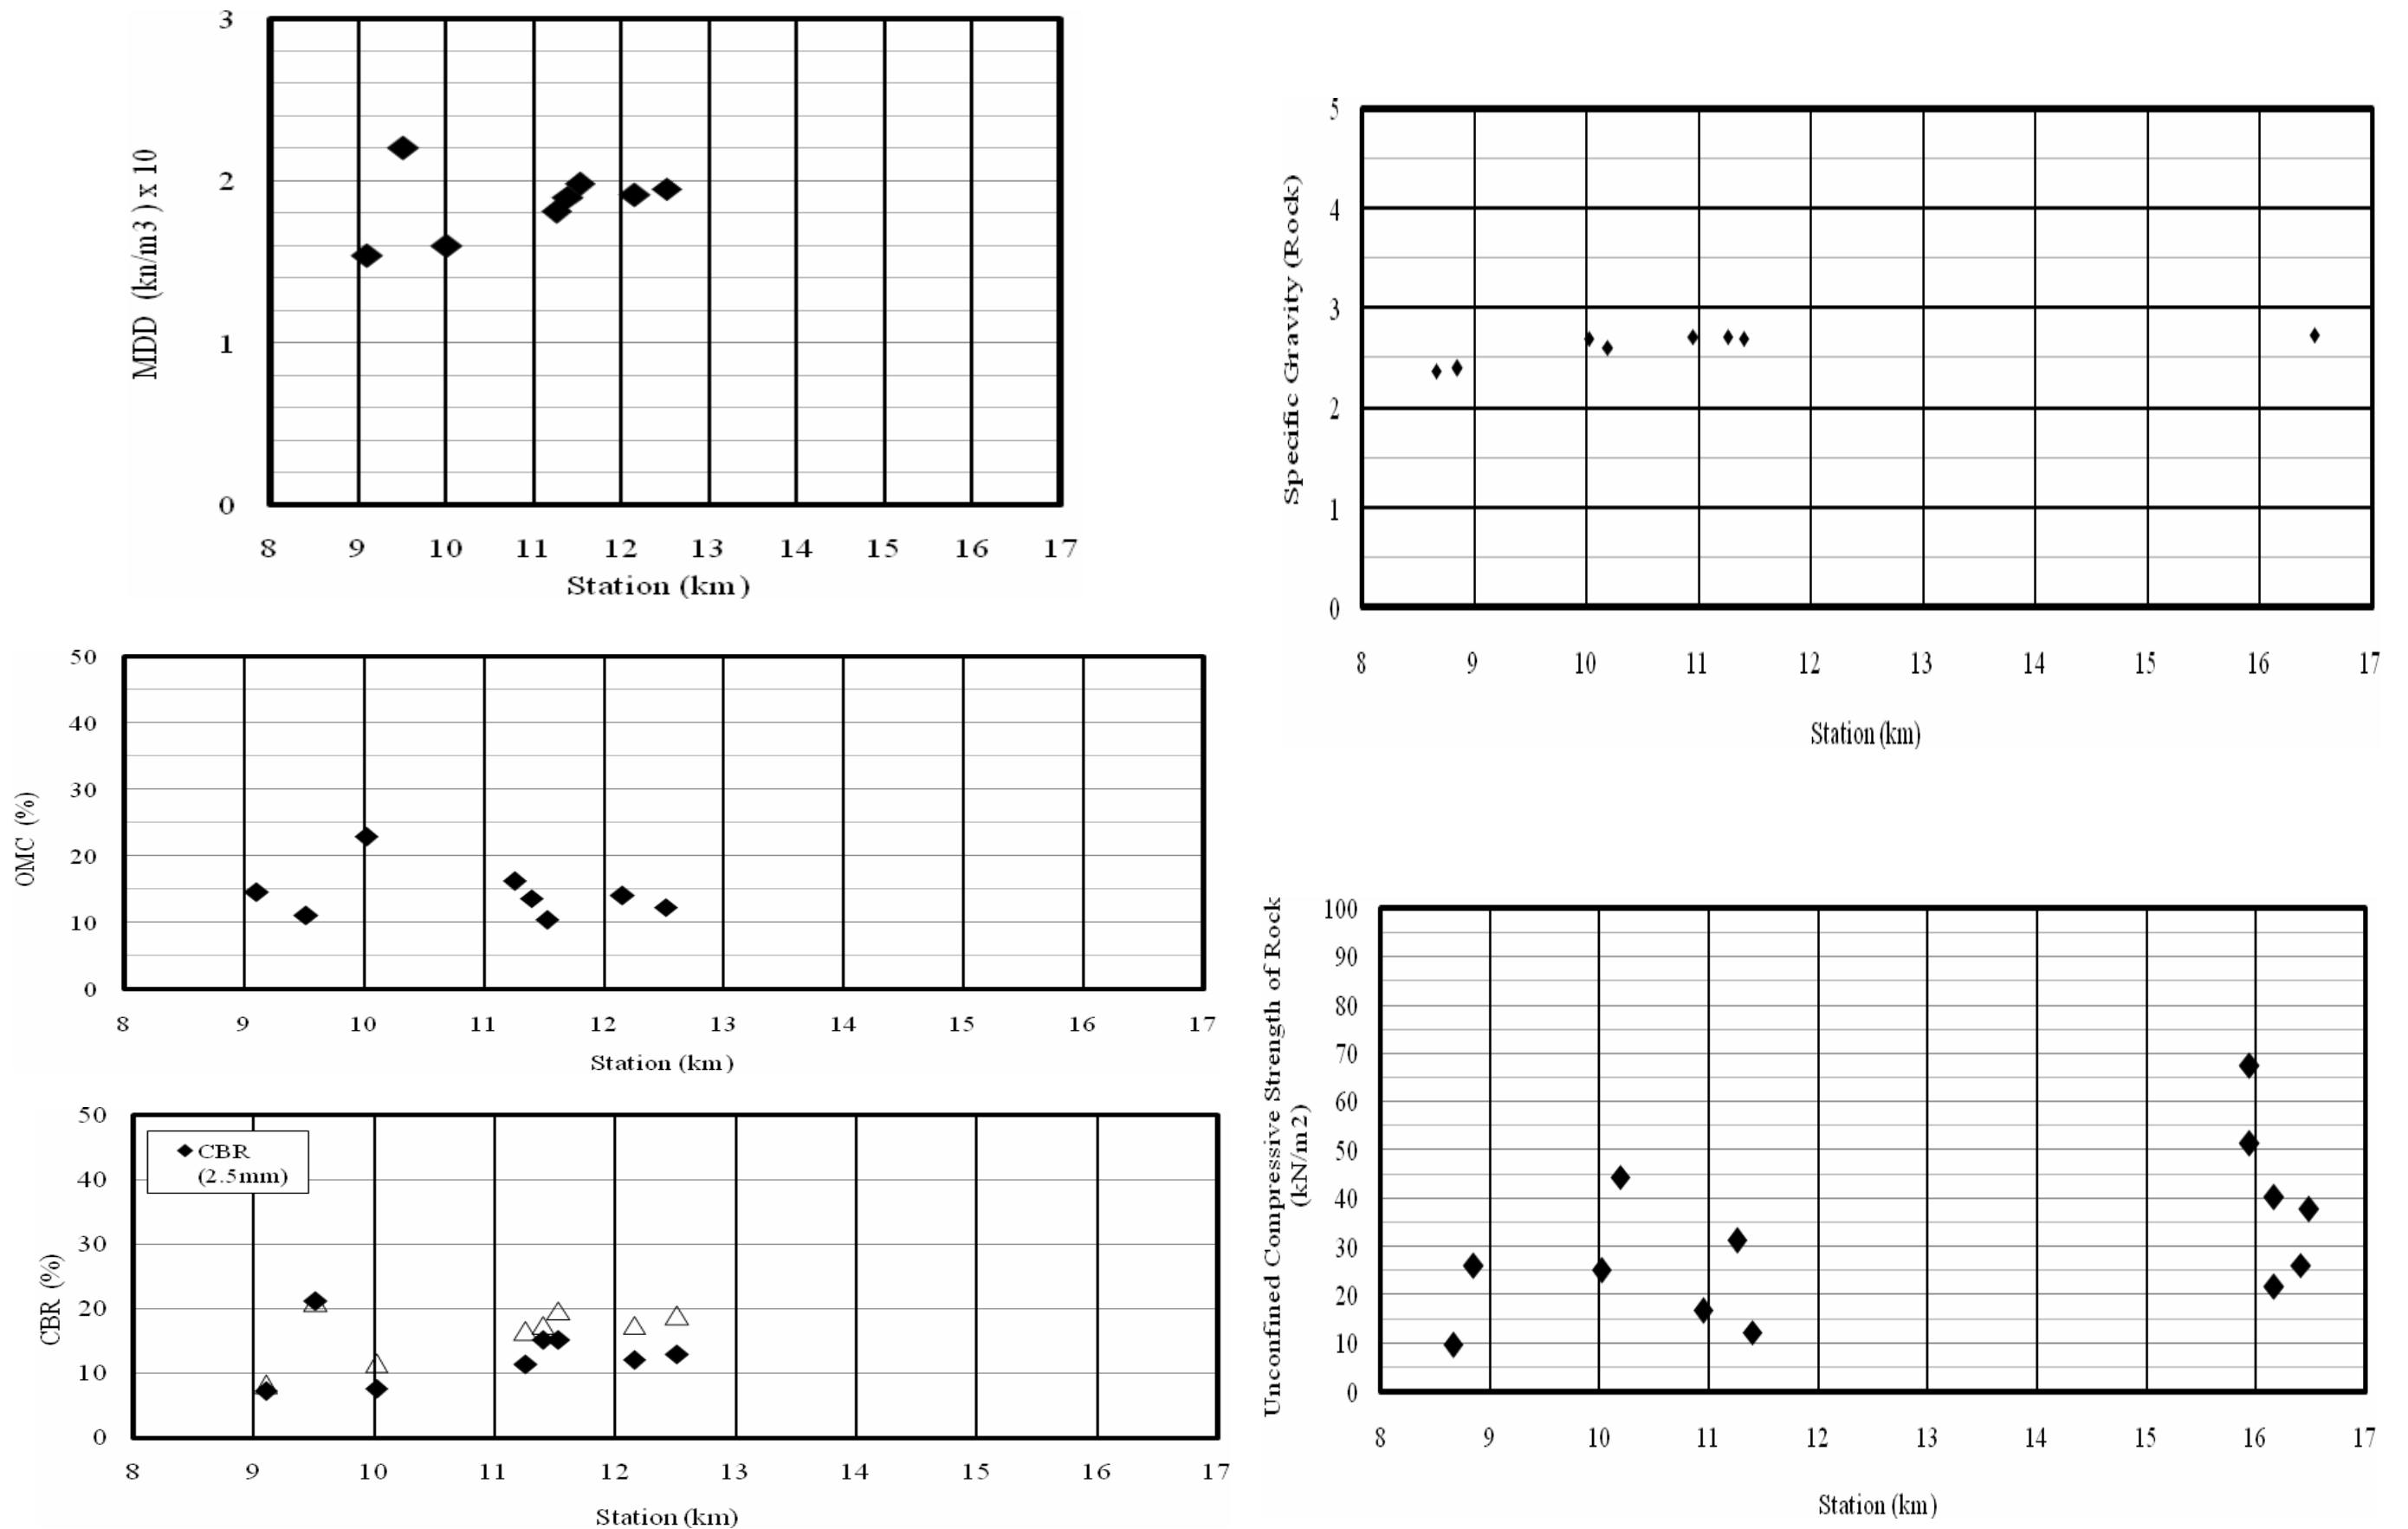 3
2
1
0
MDD (kn/m3 ) x 10
8 9 10 11 12 13 14 15 16 17
Station (km)
50
40
30
20
10
0
OMC (%)
8 9 10 11 12 13 14 15 16 17
Station (km)
50
40
30
20
10
0
CBR (%)
CBR
(2.5mm)
8 9 10 11 12 13 14 15 16 17
Station (km)
5
4
3
2
1
0
Specific Gravity (Rock)
8 9 10 11 12 13 14 15 16 17
Station (km)
100
90
80
70
60
50
40
30
20
10
0
Unconfined Compressive Strength of Rock
(kN/m2)
8 9 10 11 12 13 14 15 16 17
Station (km)